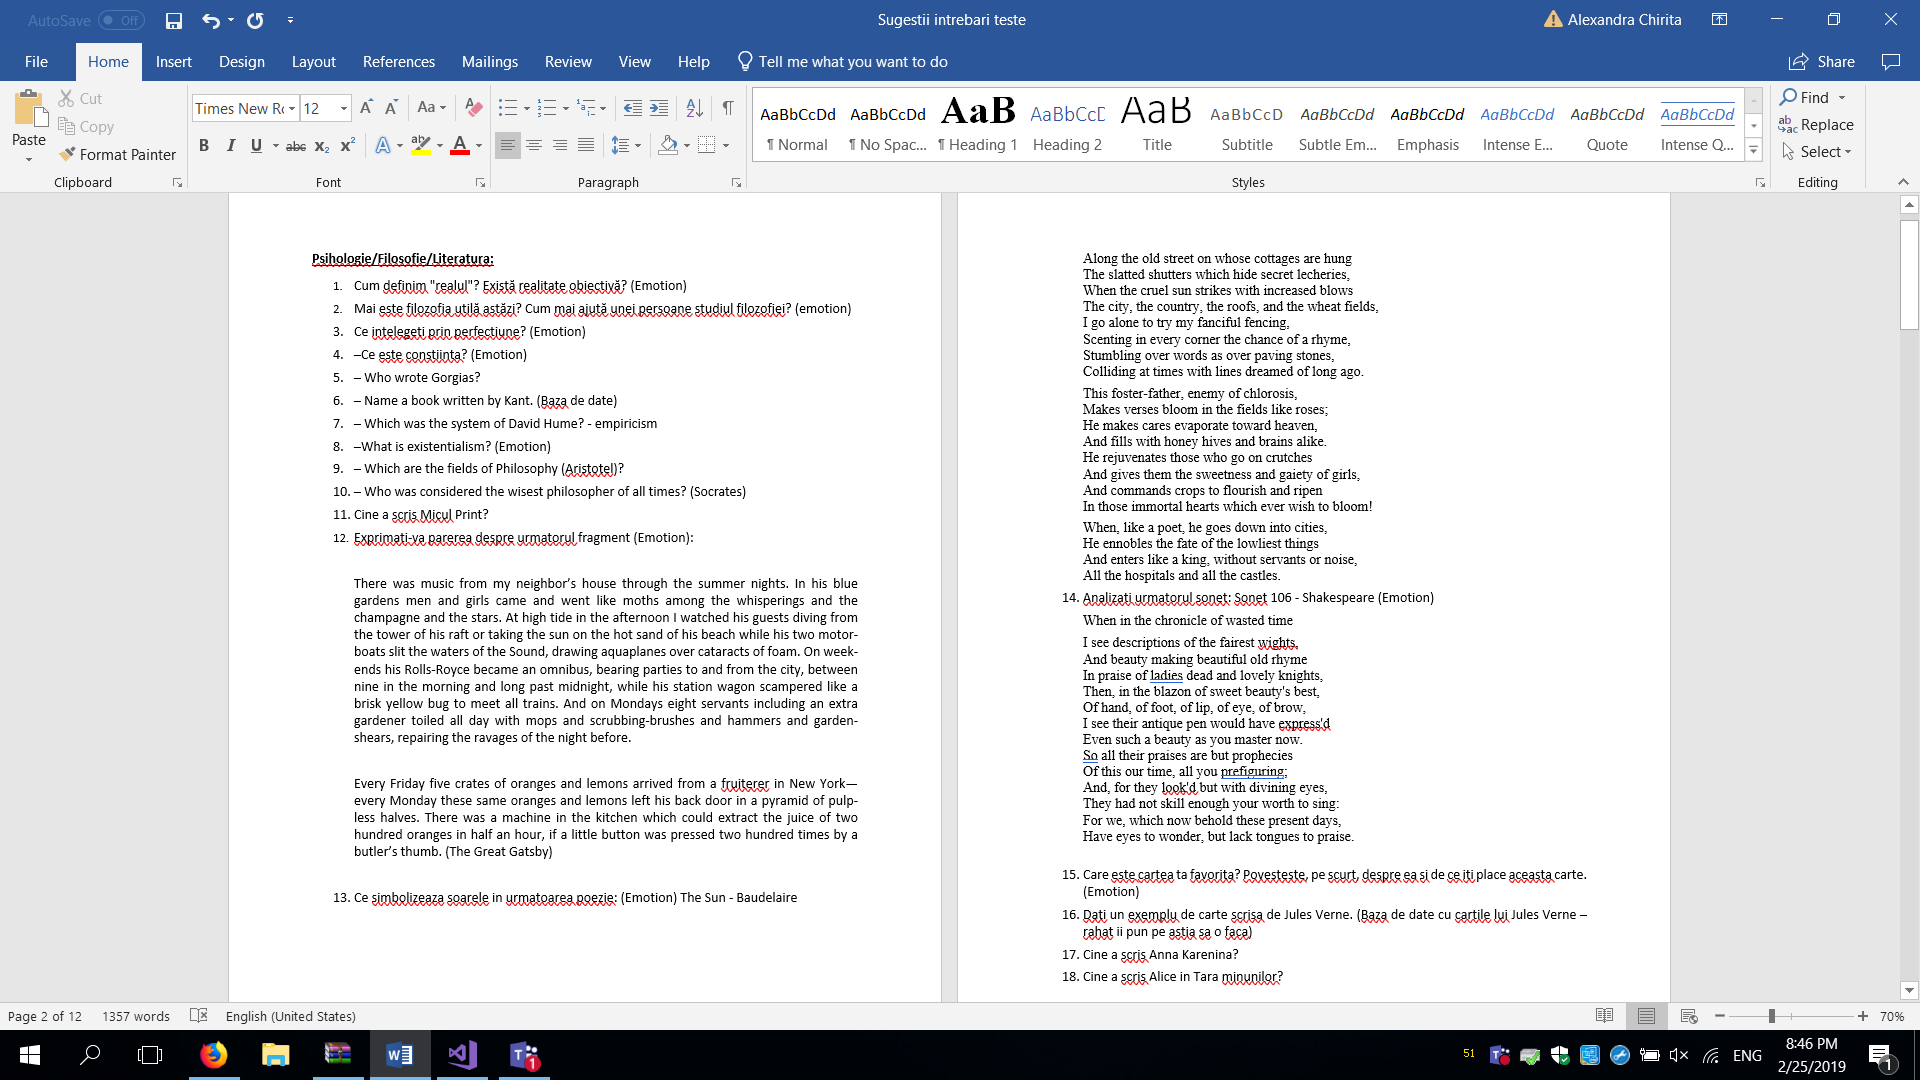 AutoSave Off
Sugestii intrebari teste
Alexandra Chirita
File Home Insert Design Layout References Mailings Review View Help Tell me what you want to do
Share
Paste
Cut
Copy
Format Painter
Clipboard
Times New Rc 12
Font
Paragraph
AaBbCcDd AaBbCcDd AaB AaBbCcC AaB AaBbCcD AaBbCcDd AaBbCcDd AaBbCcDd AaBbCcDd AaBbCcDd
¶ Normal ¶ No Spac... ¶ Heading 1 Heading 2 Title Subtitle Subtle Em... Emphasis Intense E... Quote Intense Q...
Styles
Find
Replace
Select
Editing
Psihologie/Filosofie/Literatura:
1. Cum definim "realul"? Există realitate obiectivă? (Emotion)
2. Mai este filozofia utilă astăzi? Cum mai ajută unei persoane studiul filozofiei? (emotion)
3. Ce intelegeti prin perfectiune? (Emotion)
4. –Ce este constiinta? (Emotion)
5. – Who wrote Gorgias?
6. – Name a book written by Kant. (Baza de date)
7. – Which was the system of David Hume? - empiricism
8. –What is existentialism? (Emotion)
9. – Which are the fields of Philosophy (Aristotel)?
10. – Who was considered the wisest philosopher of all times? (Socrates)
11. Cine a scris Micul Print?
12. Exprimati-va parerea despre urmatorul fragment (Emotion):
There was music from my neighbor’s house through the summer nights. In his blue
gardens men and girls came and went like moths among the whisperings and the
champagne and the stars. At high tide in the afternoon I watched his guests diving from
the tower of his raft or taking the sun on the hot sand of his beach while his two motor-
boats slit the waters of the Sound, drawing aquaplanes over cataracts of foam. On week-
ends his Rolls-Royce became an omnibus, bearing parties to and from the city, between
nine in the morning and long past midnight, while his station wagon scampered like a
brisk yellow bug to meet all trains. And on Mondays eight servants including an extra
gardener toiled all day with mops and scrubbing-brushes and hammers and garden-
shears, repairing the ravages of the night before.
Every Friday five crates of oranges and lemons arrived from a fruiterer in New York—
every Monday these same oranges and lemons left his back door in a pyramid of pulp-
less halves. There was a machine in the kitchen which could extract the juice of two
hundred oranges in half an hour, if a little button was pressed two hundred times by a
butler’s thumb. (The Great Gatsby)
13. Ce simbolizeaza soarele in urmatoarea poezie: (Emotion) The Sun - Baudelaire
Along the old street on whose cottages are hung
The slatted shutters which hide secret lecheries,
When the cruel sun strikes with increased blows
The city, the country, the roofs, and the wheat fields,
I go alone to try my fanciful fencing,
Scenting in every corner the chance of a rhyme,
Stumbling over words as over paving stones,
Colliding at times with lines dreamed of long ago.
This foster-father, enemy of chlorosis,
Makes verses bloom in the fields like roses;
He makes cares evaporate toward heaven,
And fills with honey hives and brains alike.
He rejuvenates those who go on crutches
And gives them the sweetness and gaiety of girls,
And commands crops to flourish and ripen
In those immortal hearts which ever wish to bloom!
When, like a poet, he goes down into cities,
He ennobles the fate of the lowliest things
And enters like a king, without servants or noise,
All the hospitals and all the castles.
14. Analizati urmatorul sonet: Sonet 106 - Shakespeare (Emotion)
When in the chronicle of wasted time
I see descriptions of the fairest wights,
And beauty making beautiful old rhyme
In praise of ladies dead and lovely knights,
Then, in the blazon of sweet beauty's best,
Of hand, of foot, of lip, of eye, of brow,
I see their antique pen would have express'd
Even such a beauty as you master now.
So all their praises are but prophecies
Of this our time, all you prefiguring;
And, for they look'd but with divining eyes,
They had not skill enough your worth to sing:
For we, which now behold these present days,
Have eyes to wonder, but lack tongues to praise.
15. Care este cartea ta favorita? Povesteste, pe scurt, despre ea si de ce iti place aceasta carte.
(Emotion)
16. Dati un exemplu de carte scrisa de Jules Verne. (Baza de date cu cartile lui Jules Verne –
rahat ii pun pe astia sa o faca)
17. Cine a scris Anna Karenina?
18. Cine a scris Alice in Tara minunilor?
Page 2 of 12 1357 words English (United States)
70%
51 ENG
8:46 PM
2/25/2019
1